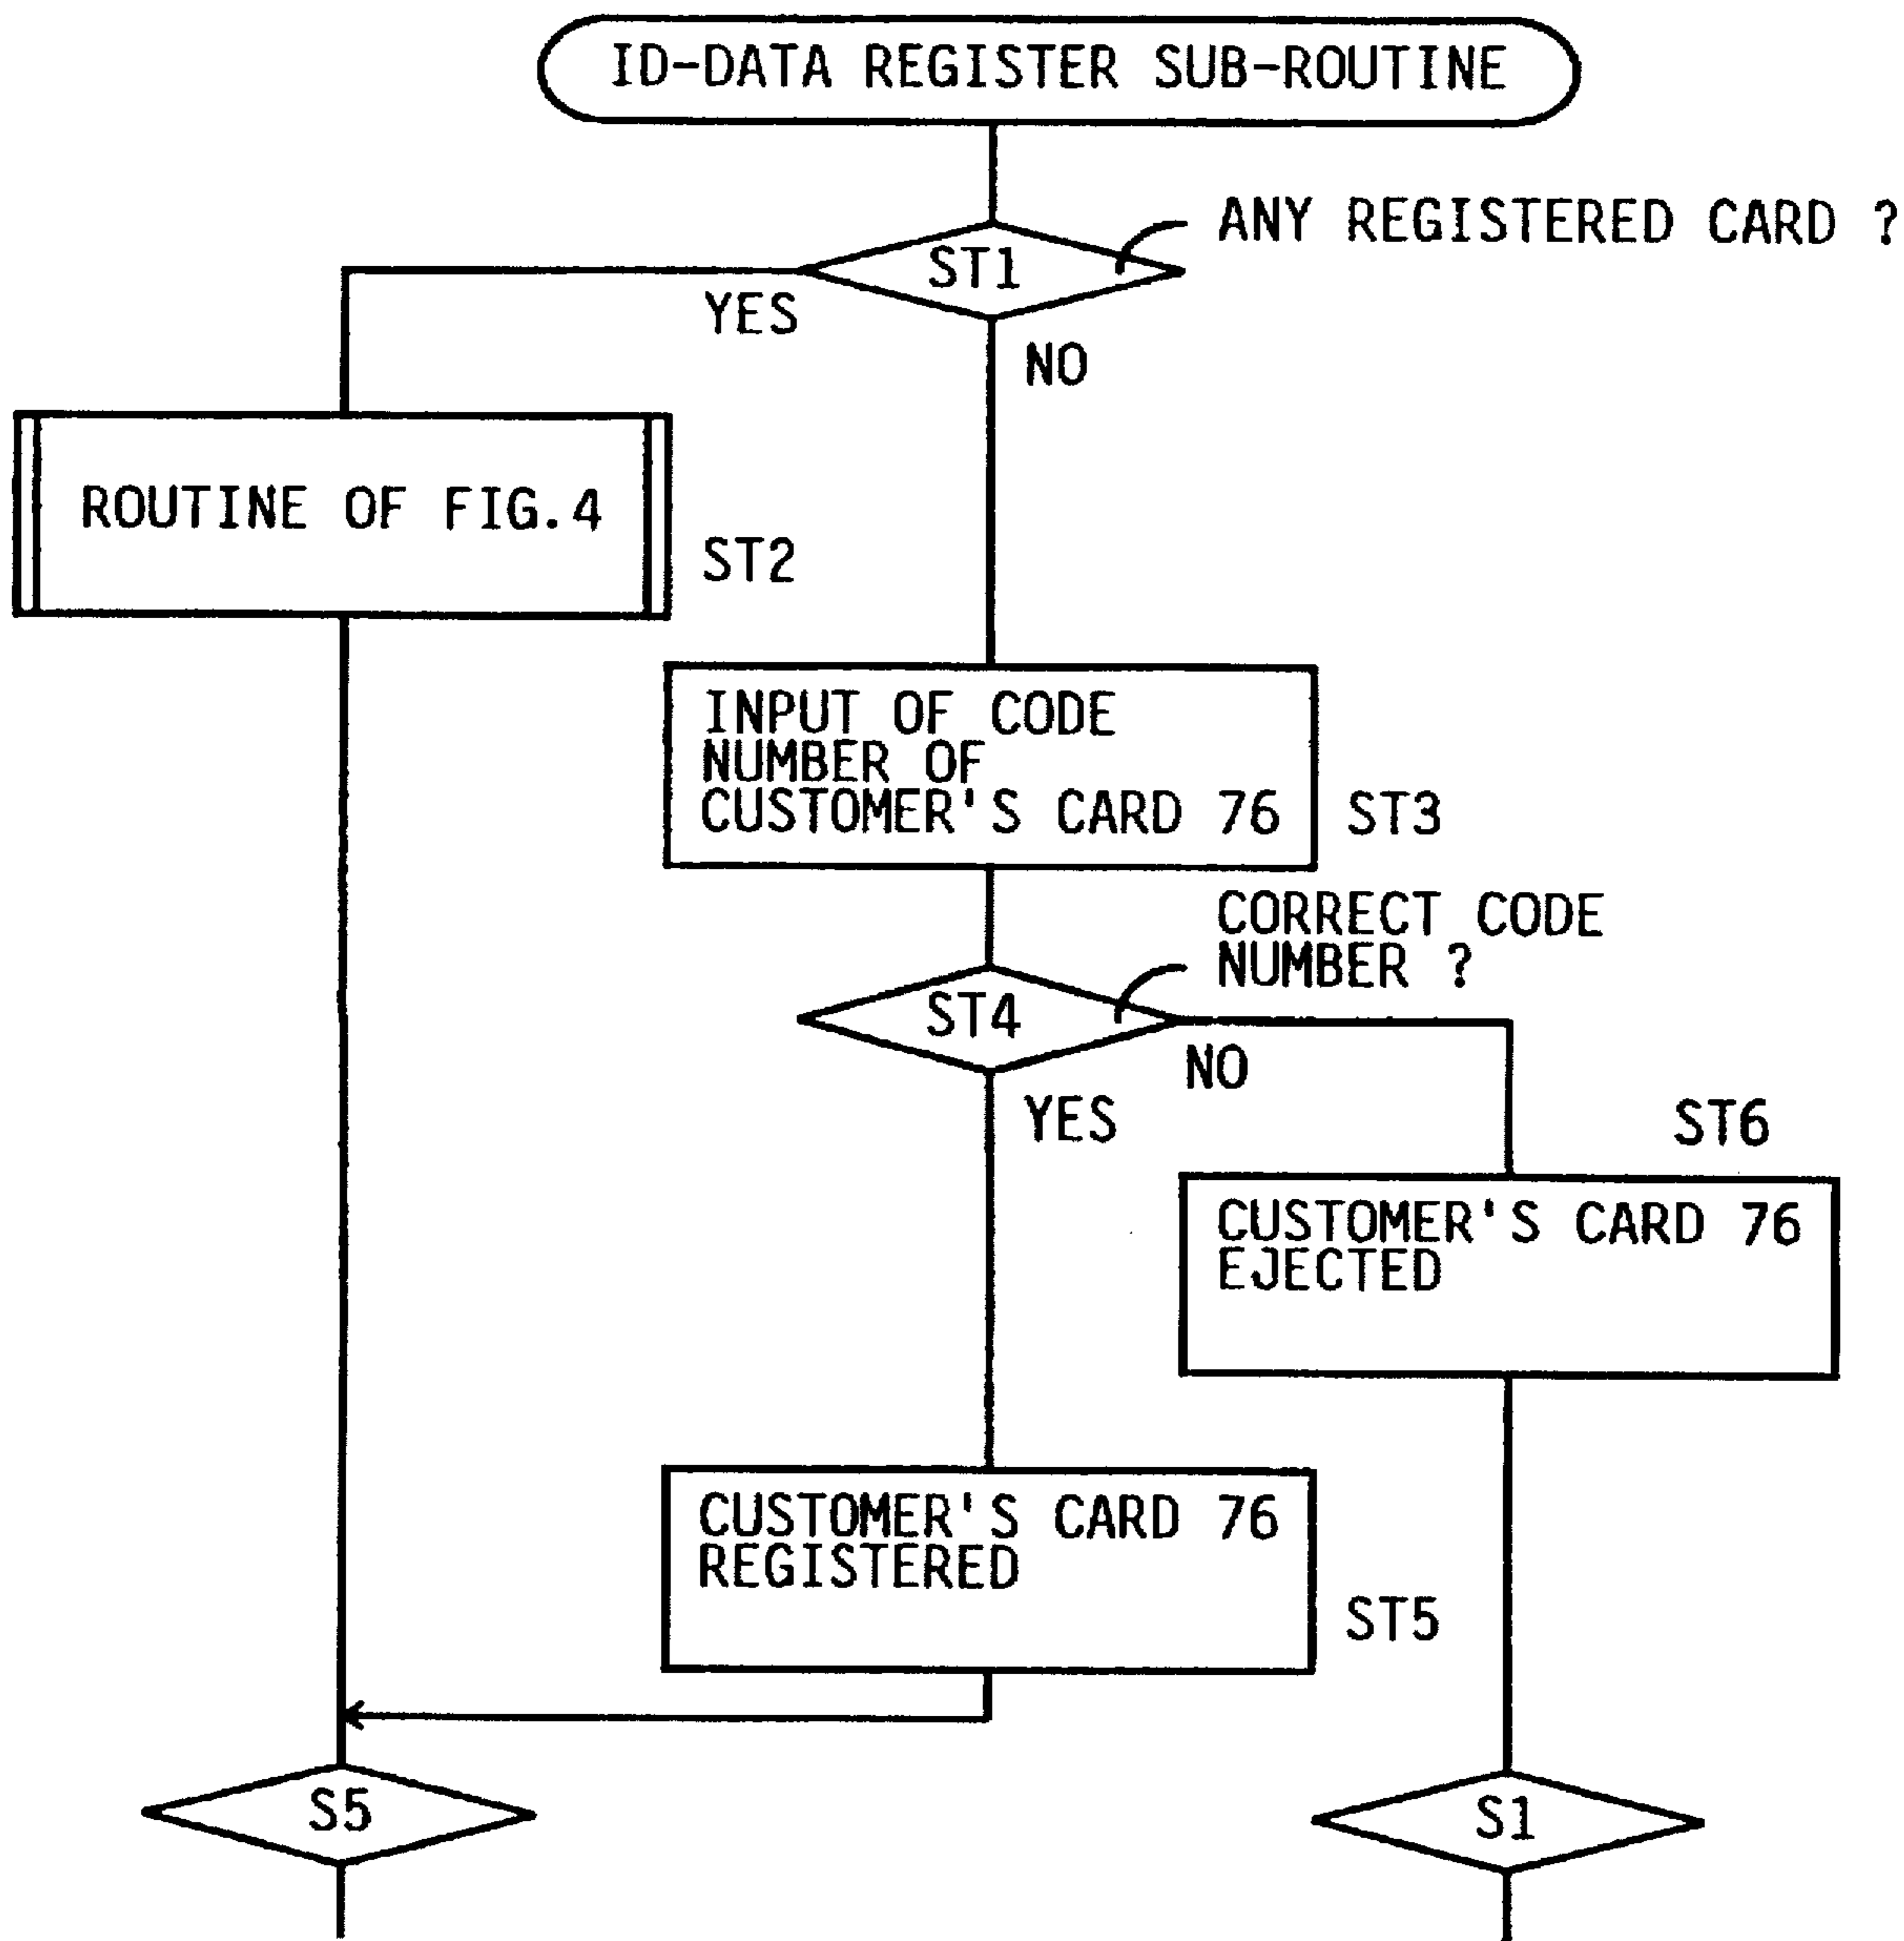 ID-DATA REGISTER SUB-ROUTINE
ANY REGISTERED CARD ?
ST1
YES
NO
ROUTINE OF FIG.4
ST2
INPUT OF CODE
NUMBER OF
CUSTOMER'S CARD 76
ST3
CORRECT CODE
NUMBER ?
ST4
NO
YES
ST6
CUSTOMER'S CARD 76
EJECTED
CUSTOMER'S CARD 76
REGISTERED
ST5
S5
S1